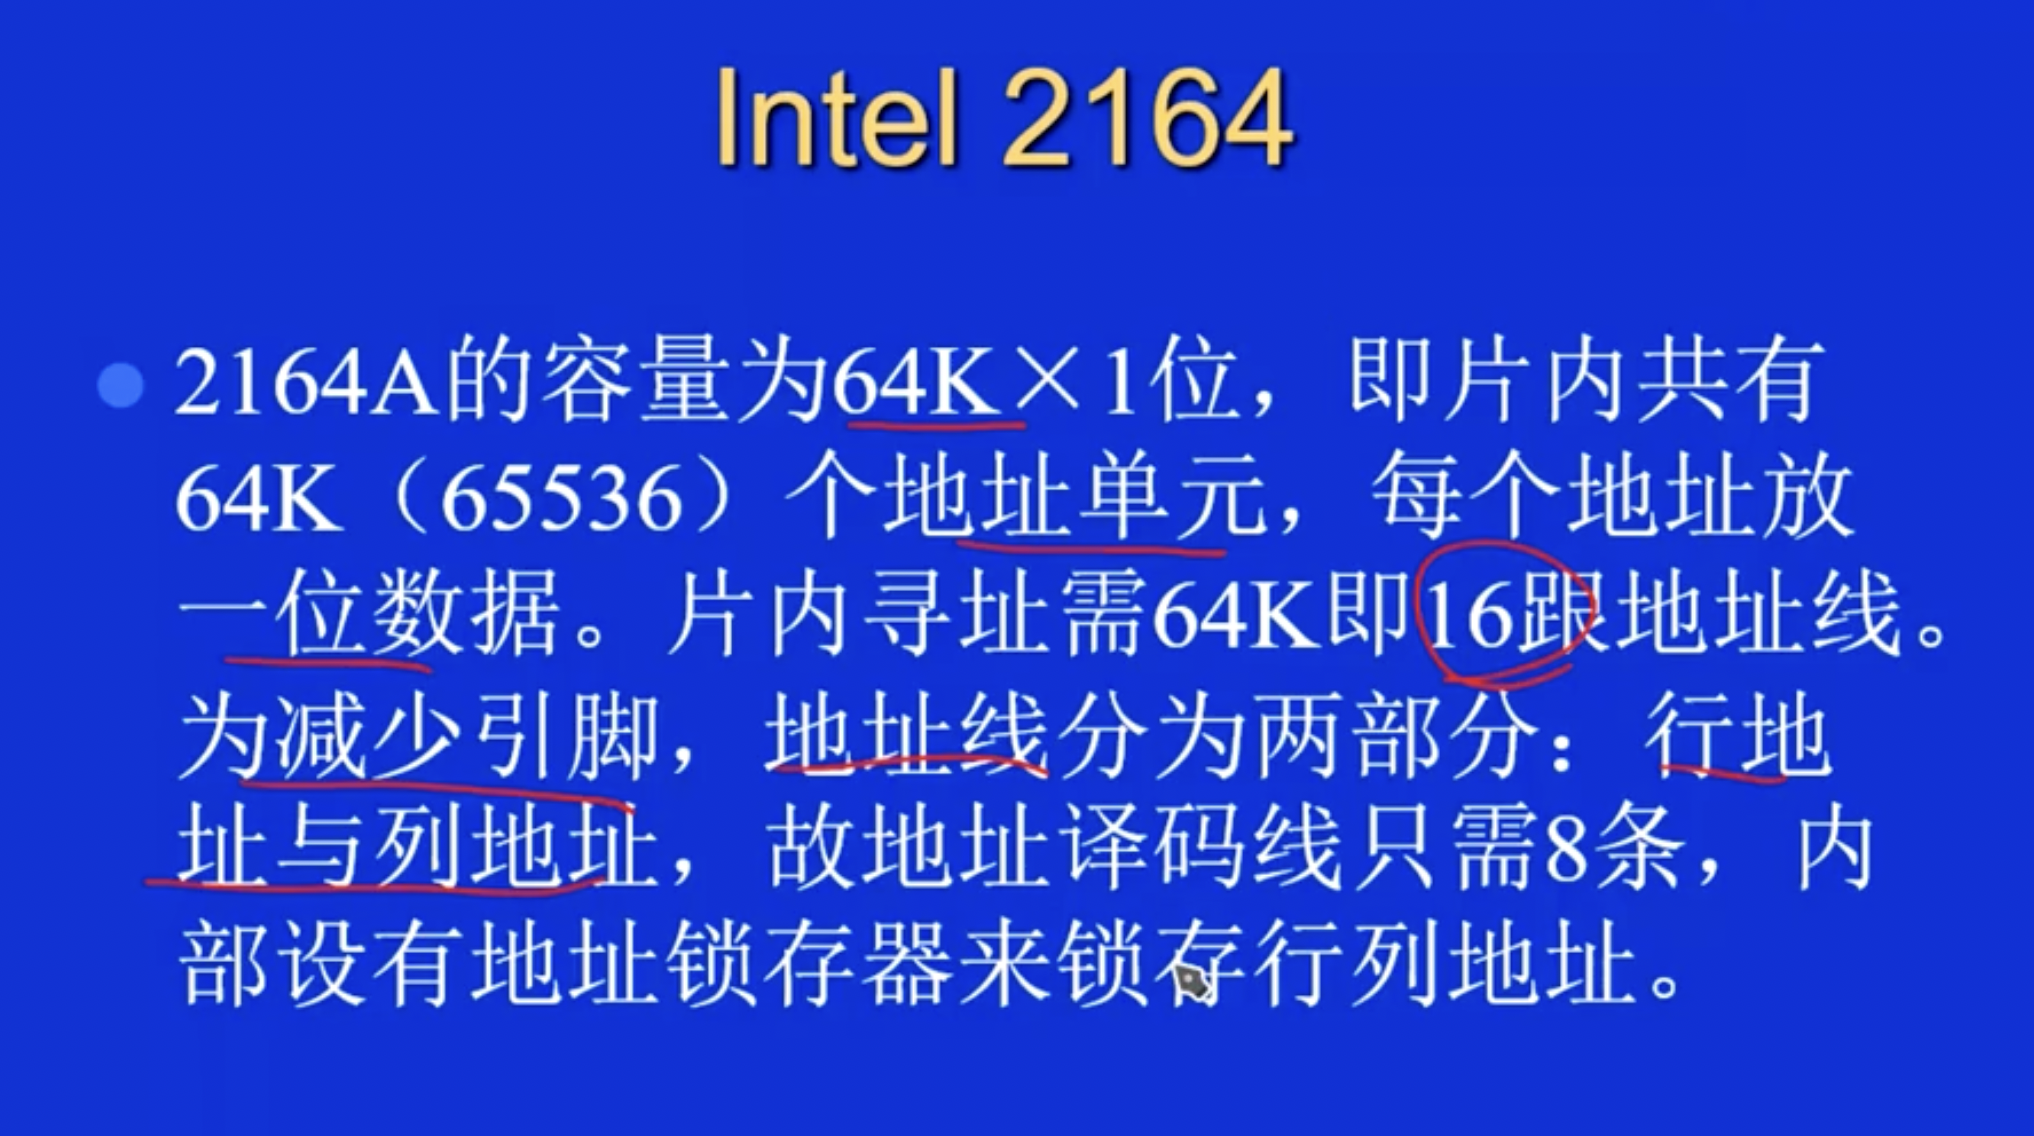 Intel 2164
2164A的容量为64K×1位，即片内共有
64K（65536）个地址单元，每个地址放
一位数据。片内寻址需64K即16跟地址线。
为减少引脚，地址线分为两部分：行地
址与列地址，故地址译码线只需8条，内
部设有地址锁存器来锁存行列地址。